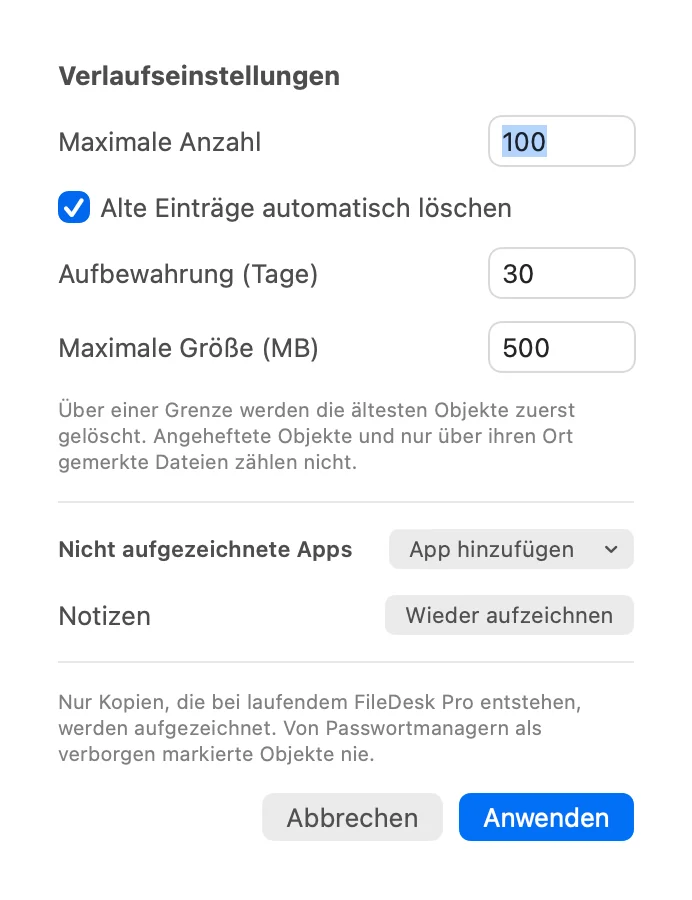 Verlaufseinstellungen
Maximale Anzahl 100
Alte Einträge automatisch löschen
Aufbewahrung (Tage) 30
Maximale Größe (MB) 500
Über einer Grenze werden die ältesten Objekte zuerst
gelöscht. Angeheftete Objekte und nur über ihren Ort
gemerkte Dateien zählen nicht.
Nicht aufgezeichnete Apps App hinzufügen
Notizen Wieder aufzeichnen
Nur Kopien, die bei laufendem FileDesk Pro entstehen,
werden aufgezeichnet. Von Passwortmanagern als
verborgen markierte Objekte nie.
Abbrechen Anwenden